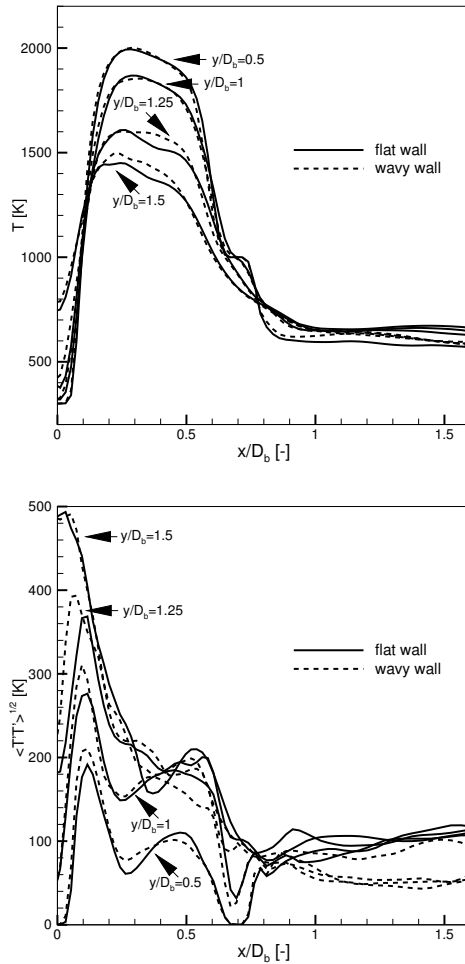 2000
1500
1000
500
T [K]
y/D_b=0.5
y/D_b=1
y/D_b=1.25
y/D_b=1.5
flat wall
wavy wall
0
0.5
1
1.5
x/D_b [-]
500
400
300
200
100
0
<T'T'>^1/2 [K]
y/D_b=1.5
y/D_b=1.25
y/D_b=1
y/D_b=0.5
flat wall
wavy wall
0
0.5
1
1.5
x/D_b [-]